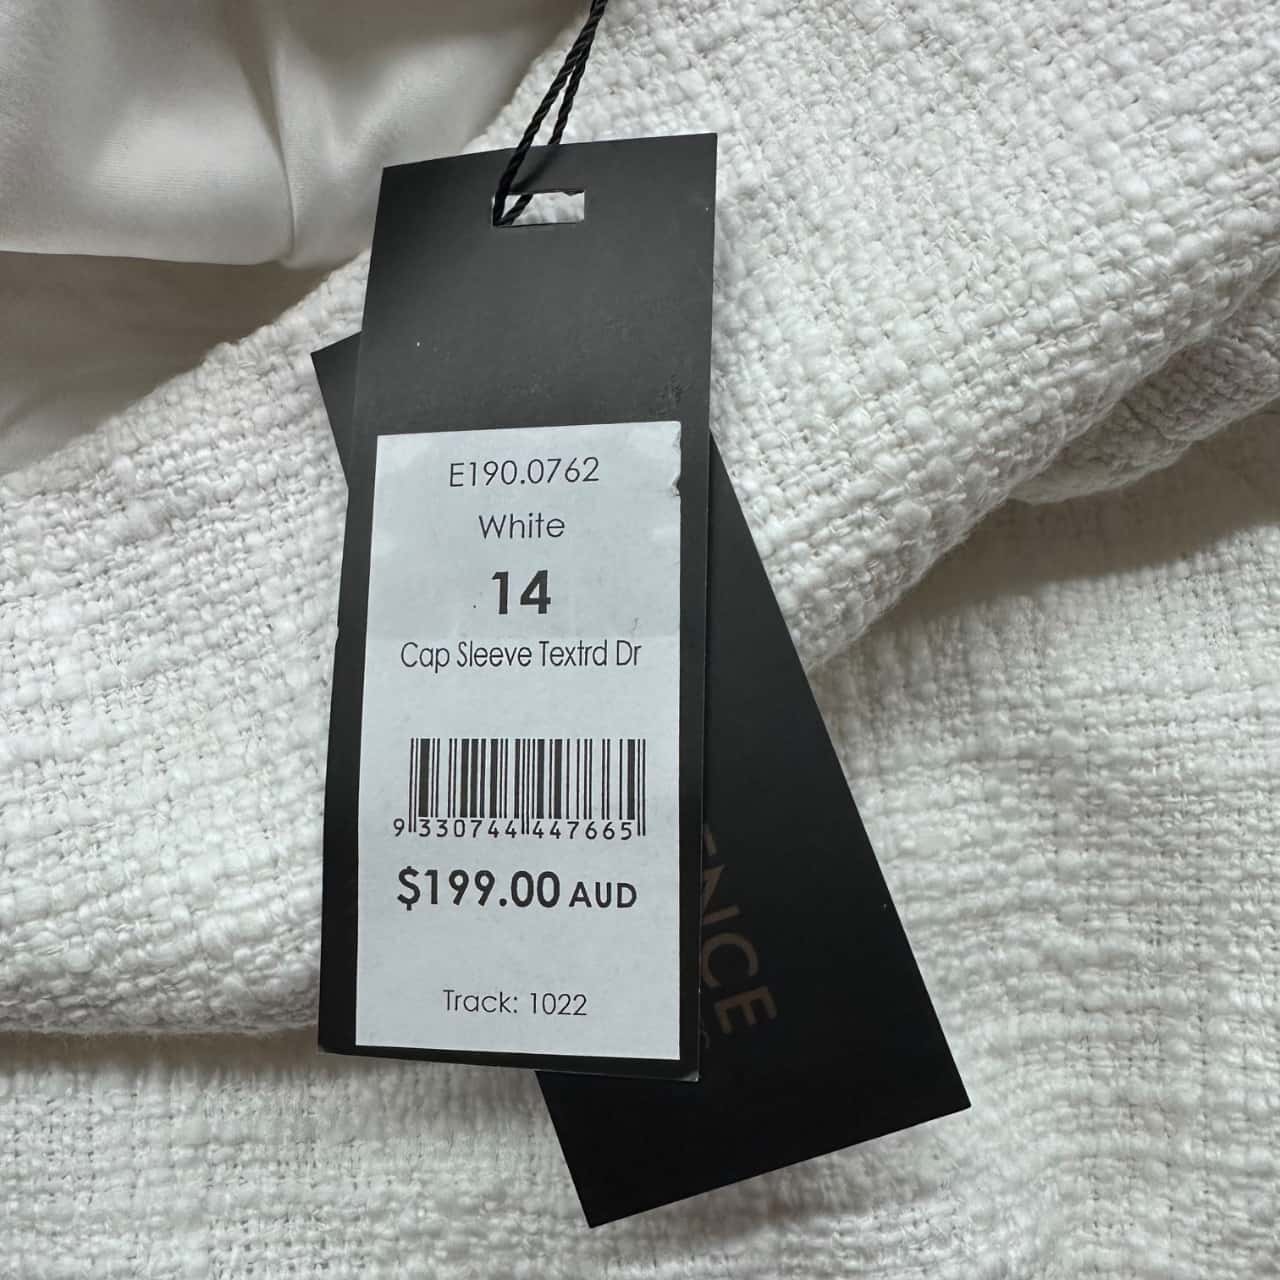 E190.0762
White
14
Cap Sleeve Textrd Dr
9 330744 447665
$199.00 AUD
Track: 1022